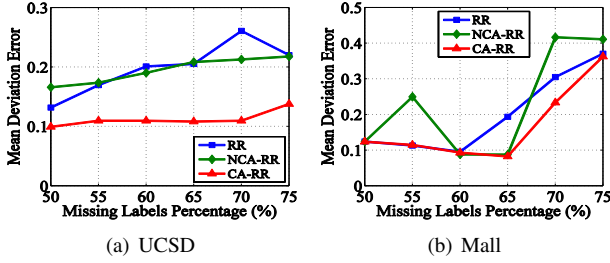 Mean Deviation Error
0.3
0.2
0.1
0
50 55 60 65 70 75
Missing Labels Percentage (%)
RR
NCA-RR
CA-RR
(a) UCSD
Mean Deviation Error
0.5
0.4
0.3
0.2
0.1
0
50 55 60 65 70 75
Missing Labels Percentage (%)
RR
NCA-RR
CA-RR
(b) Mall